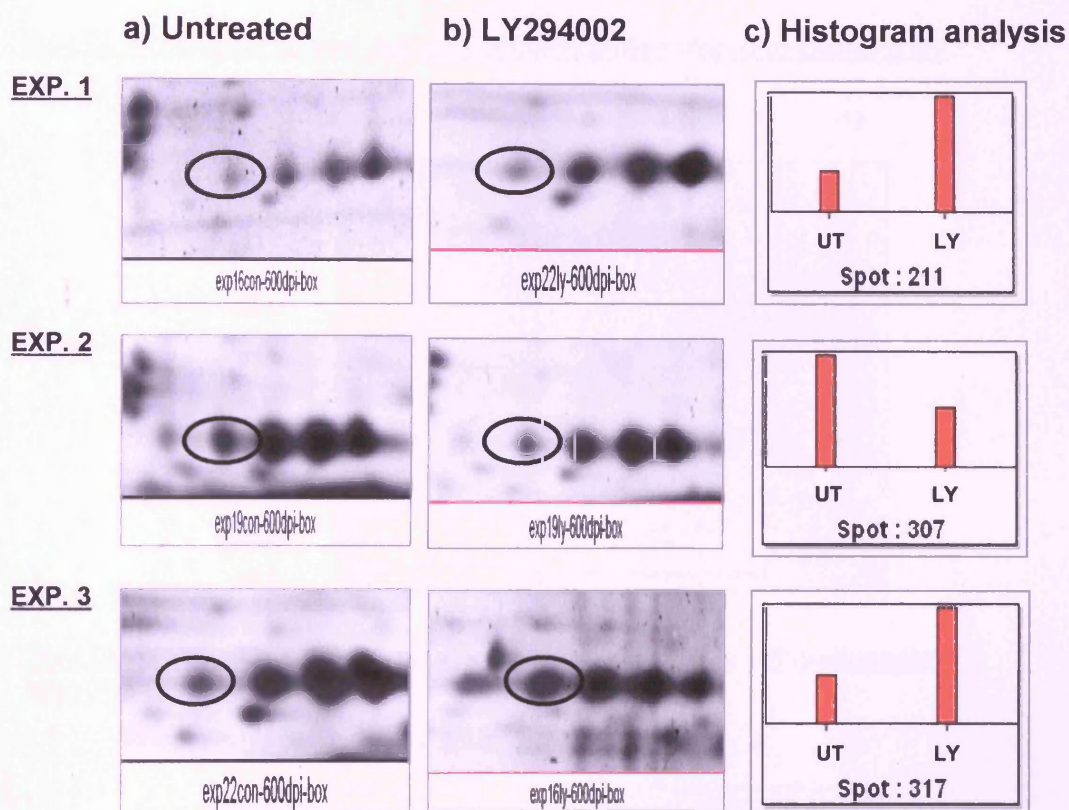 a) Untreated
b) LY294002
c) Histogram analysis
EXP. 1
exp16con-600dpi-box
exp22ly-600dpi-box
UT LY
Spot : 211
EXP. 2
exp19con-600dpi-box
exp19ly-600dpi-box
UT LY
Spot : 307
EXP. 3
exp22con-600dpi-box
exp16ly-600dpi-box
UT LY
Spot : 317